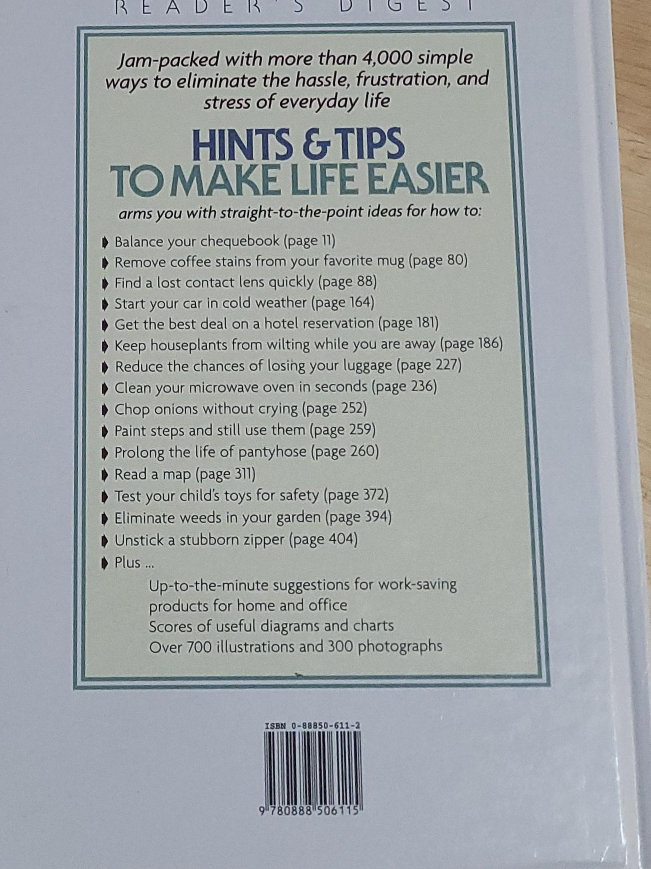 READER'S DIGEST
Jam-packed with more than 4,000 simple
ways to eliminate the hassle, frustration, and
stress of everyday life
HINTS & TIPS
TO MAKE LIFE EASIER
arms you with straight-to-the-point ideas for how to:
Balance your chequebook (page 11)
Remove coffee stains from your favorite mug (page 80)
Find a lost contact lens quickly (page 88)
Start your car in cold weather (page 164)
Get the best deal on a hotel reservation (page 181)
Keep houseplants from wilting while you are away (page 186)
Reduce the chances of losing your luggage (page 227)
Clean your microwave oven in seconds (page 236)
Chop onions without crying (page 252)
Paint steps and still use them (page 259)
Prolong the life of pantyhose (page 260)
Read a map (page 311)
Test your child's toys for safety (page 372)
Eliminate weeds in your garden (page 394)
Unstick a stubborn zipper (page 404)
Plus ...
Up-to-the-minute suggestions for work-saving
products for home and office
Scores of useful diagrams and charts
Over 700 illustrations and 300 photographs
ISBN 0-88850-611-2
9 780888 506115